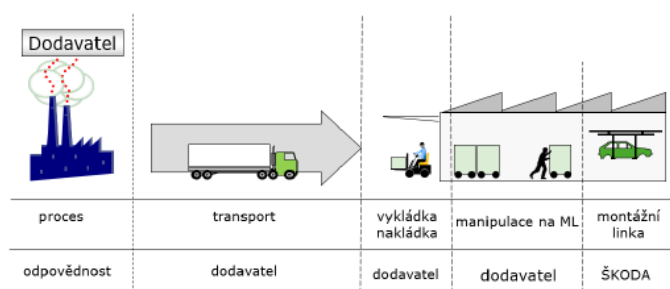 Dodavatel
proces
transport
vykládka
nakládka
manipulace na ML
montážní
linka
odpovědnost
dodavatel
dodavatel
dodavatel
ŠKODA